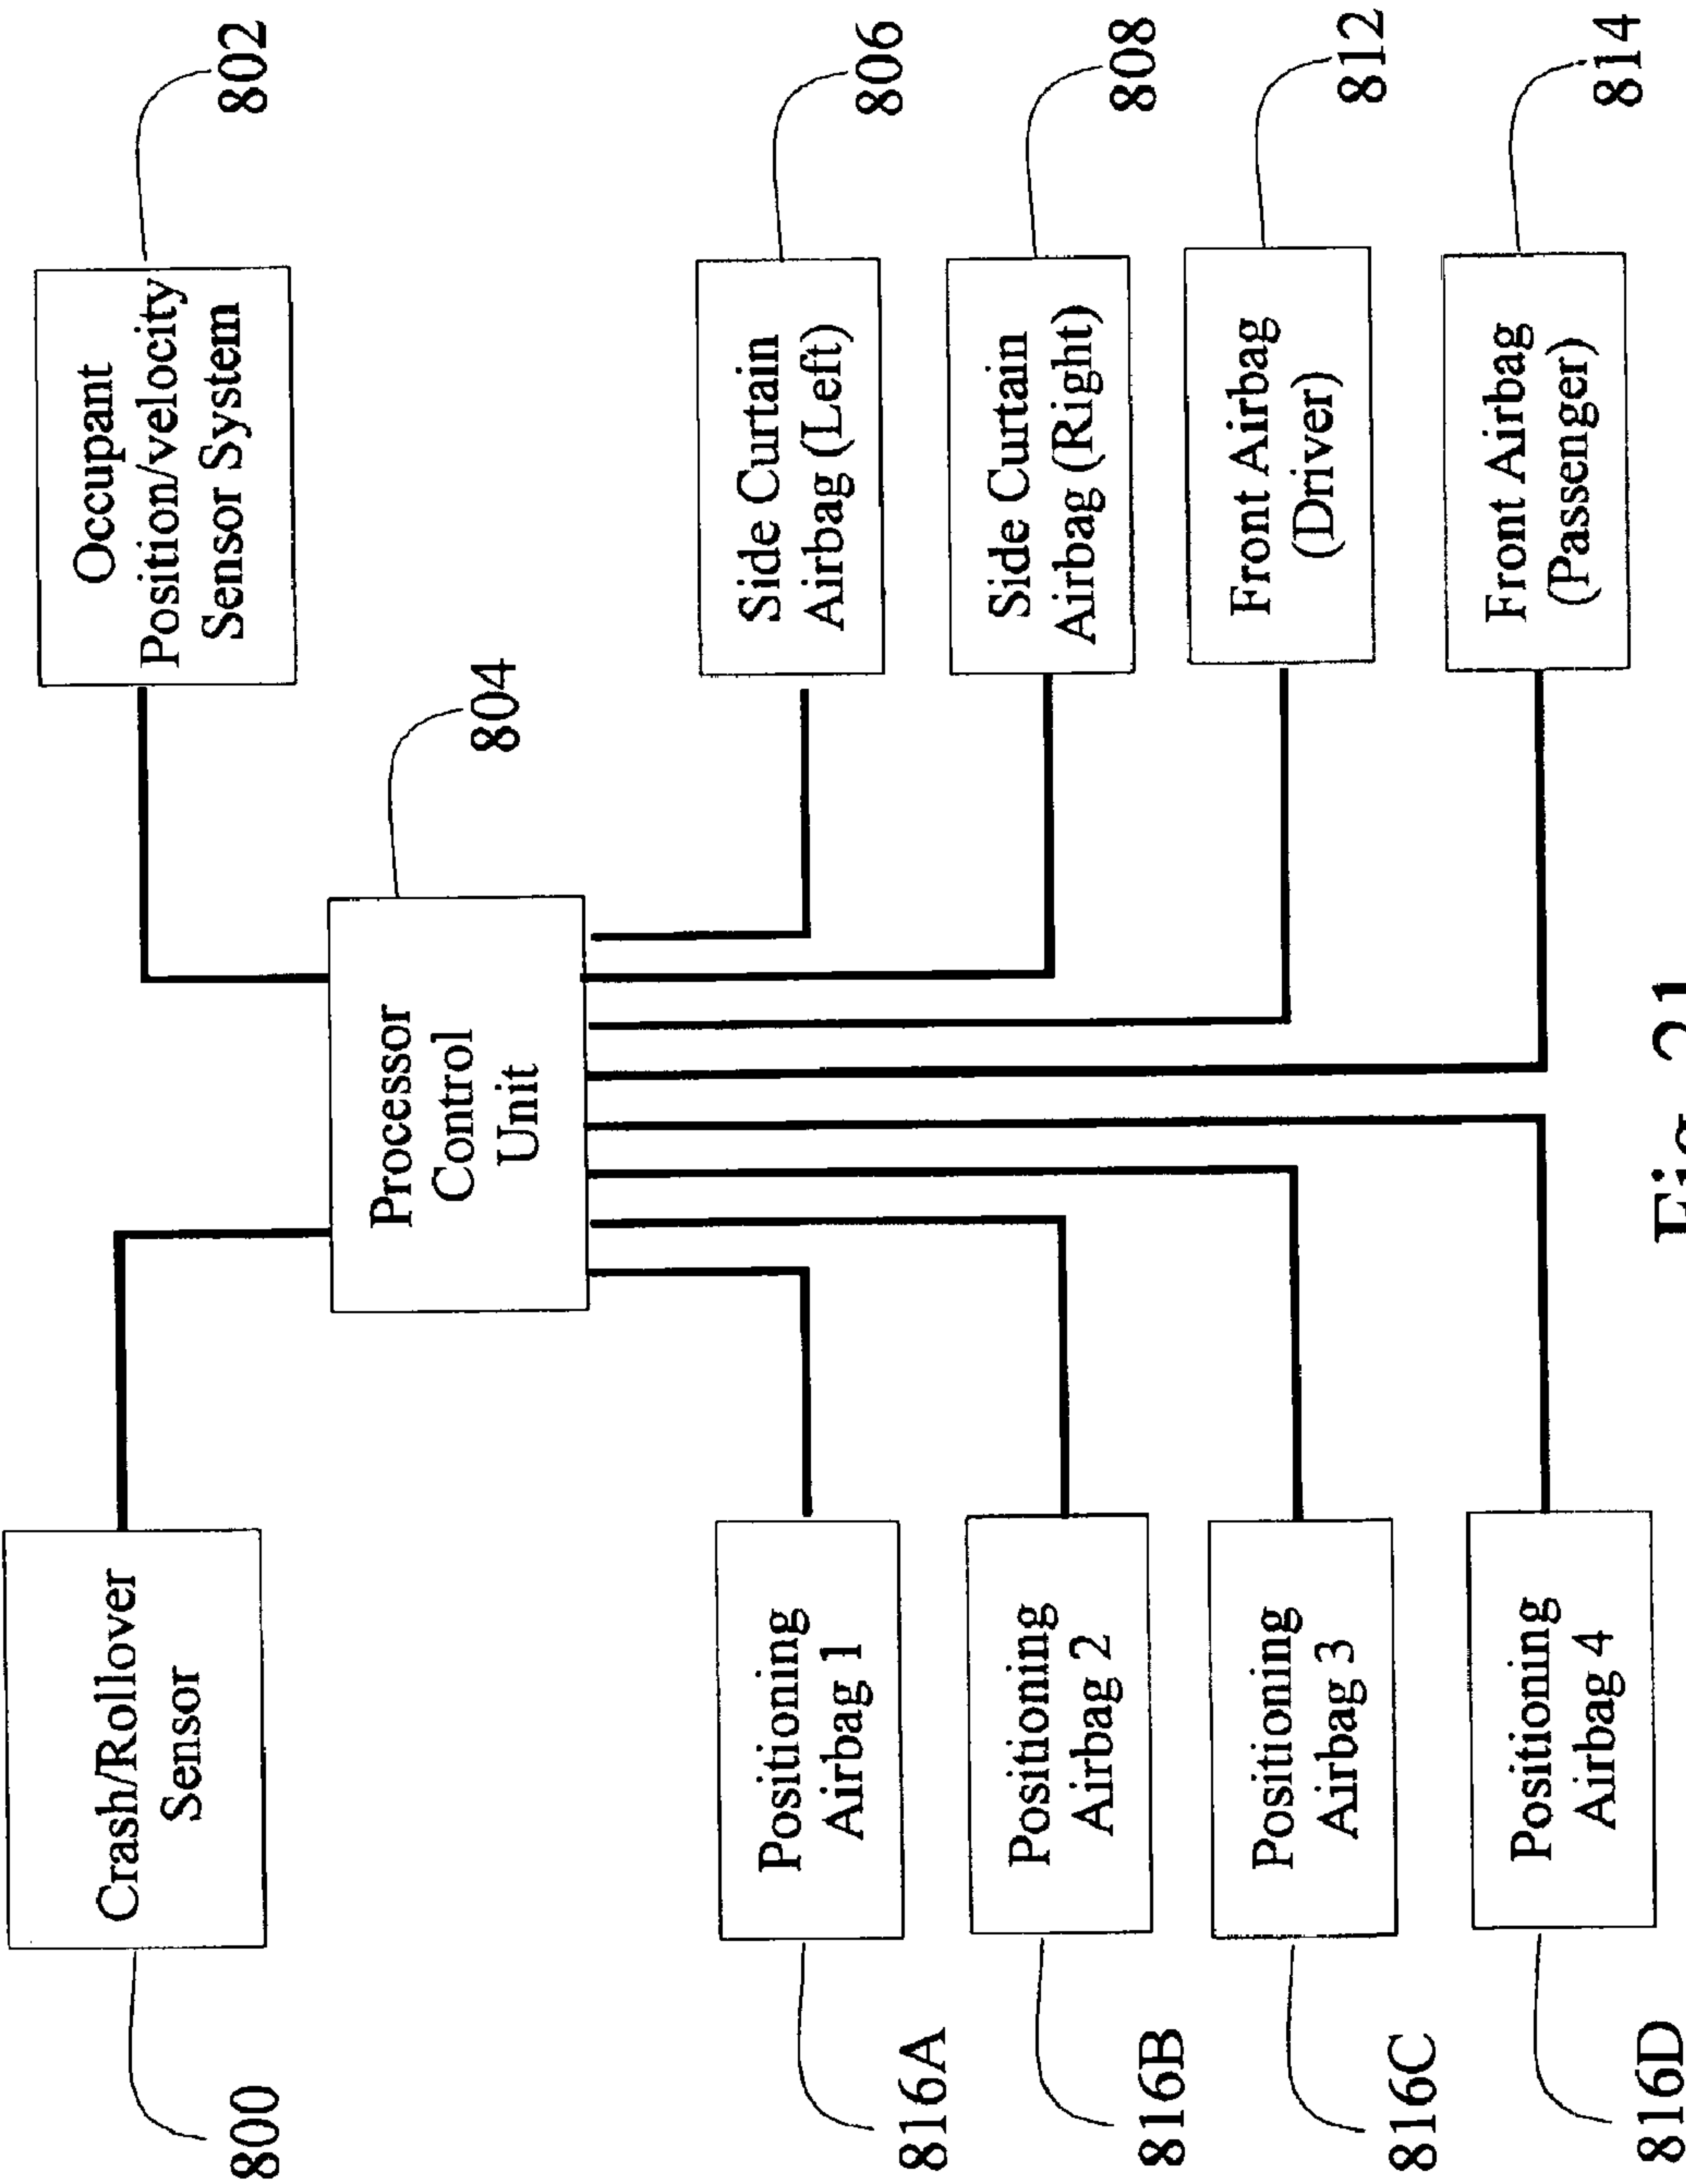 Crash/Rollover
Sensor
800
Occupant
Position/velocity
Sensor System
802
Processor
Control
Unit
804
Positioning
Airbag 1
816A
Side Curtain
Airbag (Left)
806
Positioning
Airbag 2
816B
Side Curtain
Airbag (Right)
808
Positioning
Airbag 3
816C
Front Airbag
(Driver)
812
Positioning
Airbag 4
816D
Front Airbag
(Passenger)
814
Fig. 21